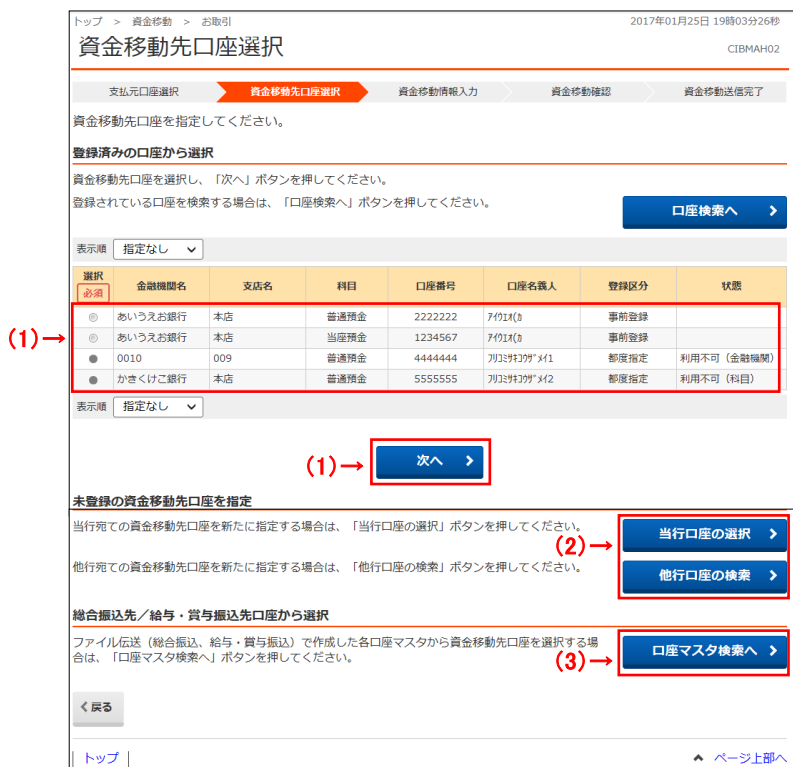 トップ > 資金移動 > お取引
2017年01月25日 19時03分26秒
資金移動先口座選択
CIBMAH02
支払元口座選択 資金移動先口座選択 資金移動情報入力 資金移動確認 資金移動送信完了
資金移動先口座を指定してください。
登録済みの口座から選択
資金移動先口座を選択し、「次へ」ボタンを押してください。
登録されている口座を検索する場合は、「口座検索へ」ボタンを押してください。
口座検索へ
表示順 指定なし
選択 必須 金融機関名 支店名 科目 口座番号 口座名義人 登録区分 状態
(1)
あいうえお銀行 本店 普通預金 2222222 ｱｲｳｴｵ(ｶ 事前登録
あいうえお銀行 本店 当座預金 1234567 ｱｲｳｴｵ(ｶ 事前登録
0010 009 普通預金 4444444 ﾌﾘｺﾐｻｷｺｳｻﾞﾒｲ1 都度指定 利用不可（金融機関）
かきくけこ銀行 本店 普通預金 5555555 ﾌﾘｺﾐｻｷｺｳｻﾞﾒｲ2 都度指定 利用不可（科目）
表示順 指定なし
(1)
次へ
未登録の資金移動先口座を指定
当行宛ての資金移動先口座を新たに指定する場合は、「当行口座の選択」ボタンを押してください。
(2)
当行口座の選択
他行宛ての資金移動先口座を新たに指定する場合は、「他行口座の検索」ボタンを押してください。
他行口座の検索
総合振込先／給与・賞与振込先口座から選択
ファイル伝送（総合振込、給与・賞与振込）で作成した各口座マスタから資金移動先口座を選択する場
合は、「口座マスタ検索へ」ボタンを押してください。
(3)
口座マスタ検索へ
戻る
トップ
ページ上部へ